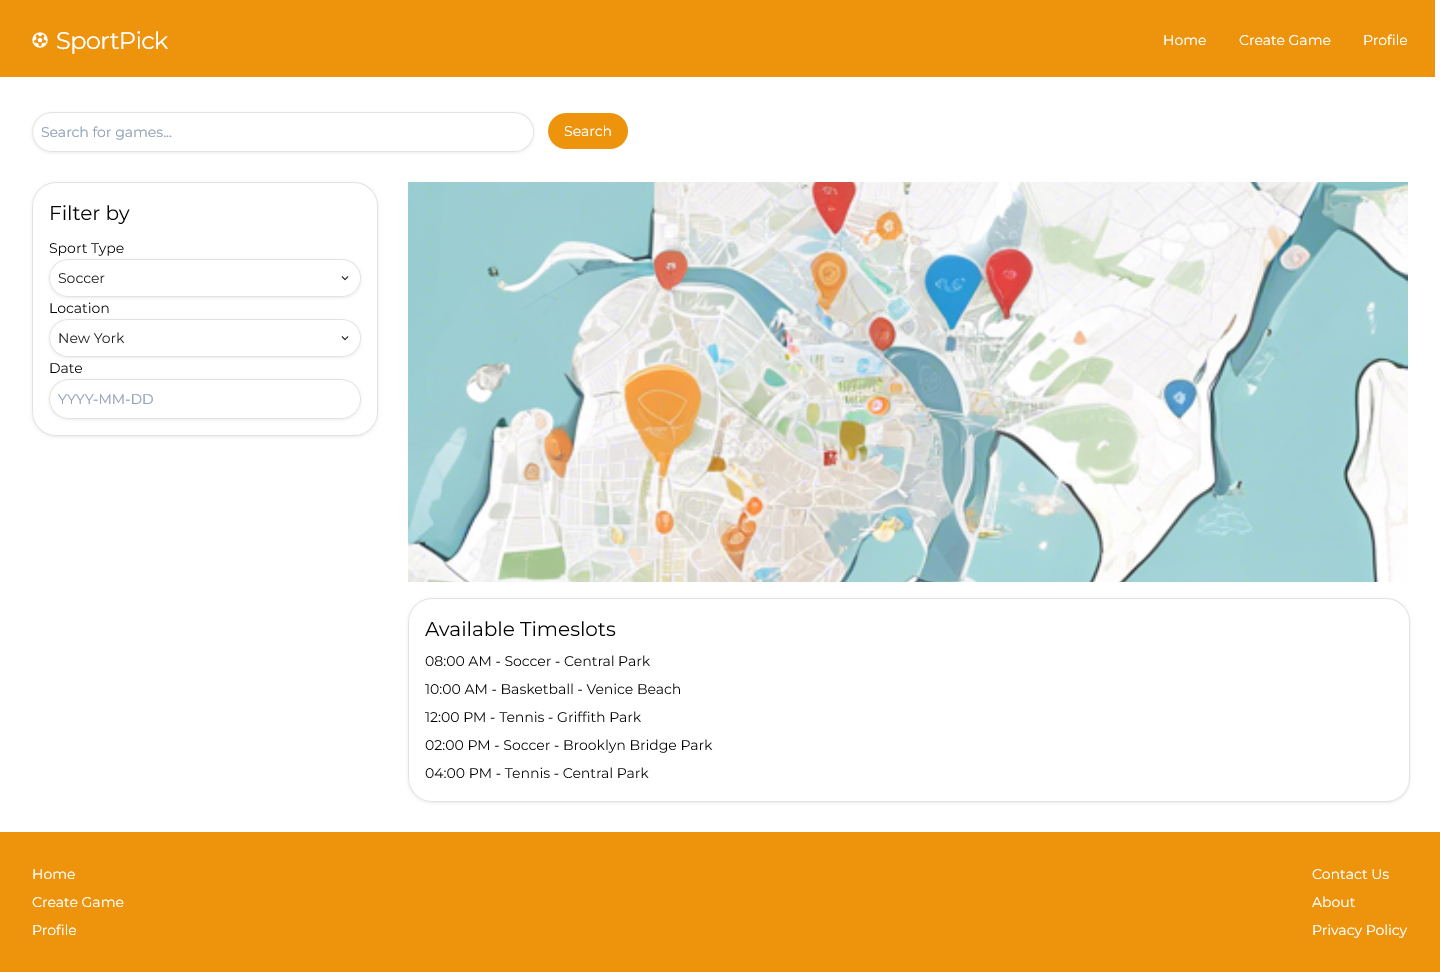 SportPick
Home
Create Game
Profile
Search for games...
Search
Filter by
Sport Type
Soccer
Location
New York
Date
YYYY-MM-DD
Available Timeslots
08:00 AM - Soccer - Central Park
10:00 AM - Basketball - Venice Beach
12:00 PM - Tennis - Griffith Park
02:00 PM - Soccer - Brooklyn Bridge Park
04:00 PM - Tennis - Central Park
Home
Create Game
Profile
Contact Us
About
Privacy Policy